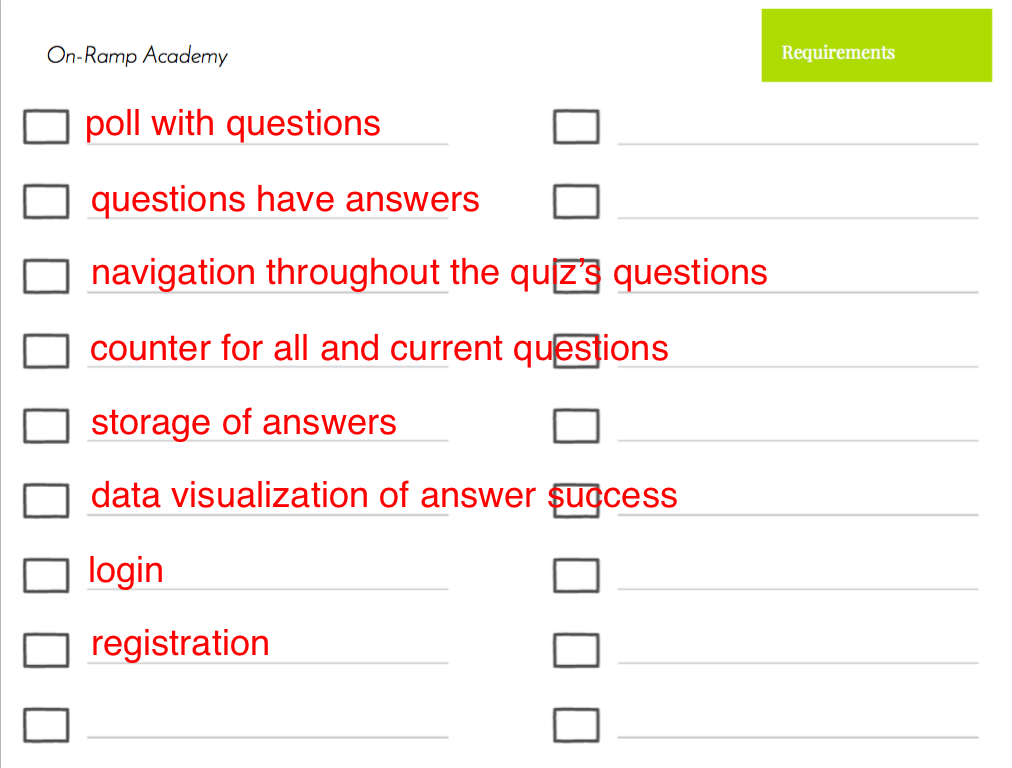 On-Ramp Academy
Requirements
poll with questions
questions have answers
navigation throughout the quiz’s questions
counter for all and current questions
storage of answers
data visualization of answer success
login
registration